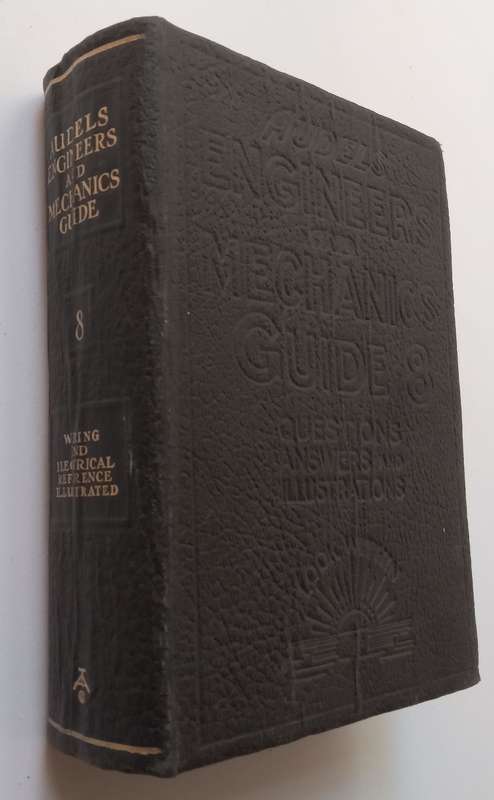 AUDELS
ENGINEERS
AND
MECHANICS
GUIDE
8
WIRING
AND
ELECTRICAL
REFERENCE
ILLUSTRATED
AUDELS
ENGINEERS
AND
MECHANICS
GUIDE 8
QUESTIONS
ANSWERS AND
ILLUSTRATIONS